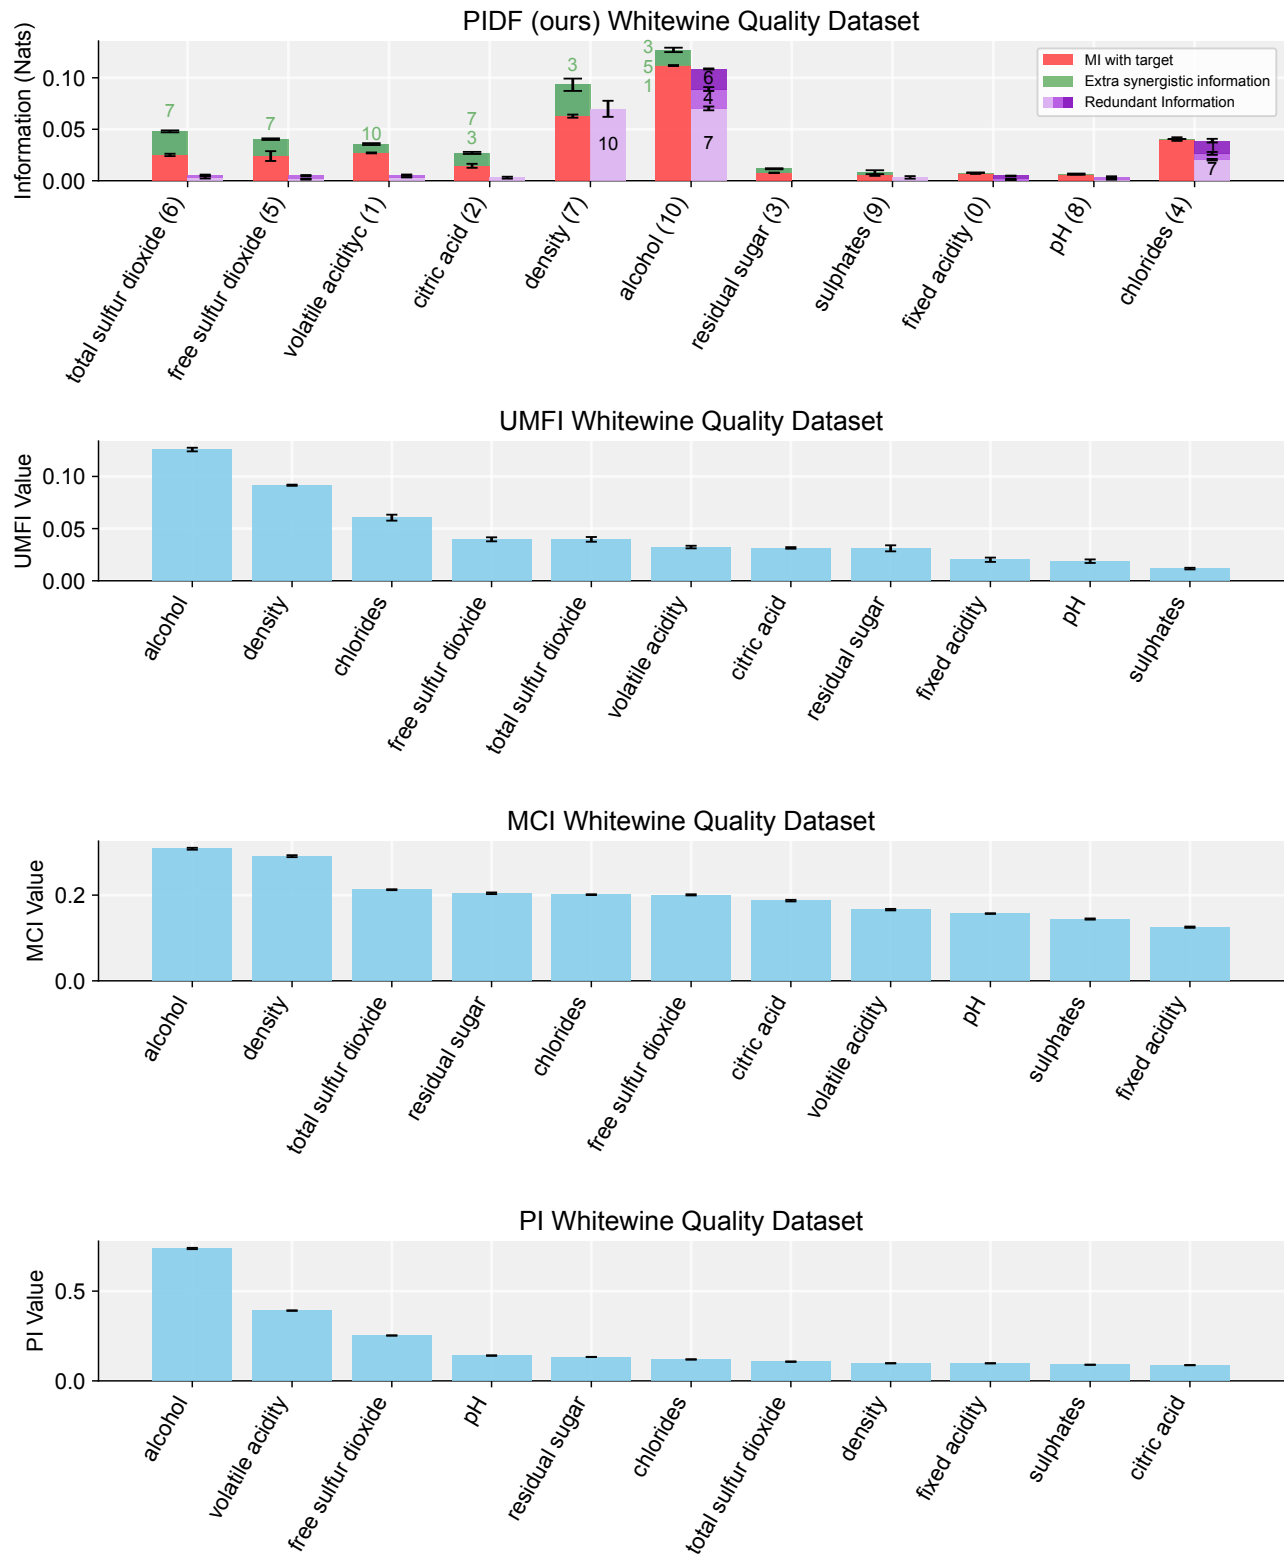 PIDF (ours) Whitewine Quality Dataset
Information (Nats)
0.10
0.05
0.00
7
7
10
7
3
3
10
3
5
1
6
4
7
1
7
MI with target
Extra synergistic information
Redundant Information
total sulfur dioxide (6)
free sulfur dioxide (5)
volatile acidityc (1)
citric acid (2)
density (7)
alcohol (10)
residual sugar (3)
sulphates (9)
fixed acidity (0)
pH (8)
chlorides (4)
UMFI Whitewine Quality Dataset
UMFI Value
0.10
0.05
0.00
alcohol
density
chlorides
free sulfur dioxide
total sulfur dioxide
volatile acidity
citric acid
residual sugar
fixed acidity
pH
sulphates
MCI Whitewine Quality Dataset
MCI Value
0.2
0.0
alcohol
density
total sulfur dioxide
residual sugar
chlorides
free sulfur dioxide
citric acid
volatile acidity
pH
sulphates
fixed acidity
PI Whitewine Quality Dataset
PI Value
0.5
0.0
alcohol
volatile acidity
free sulfur dioxide
pH
residual sugar
chlorides
total sulfur dioxide
density
fixed acidity
sulphates
citric acid